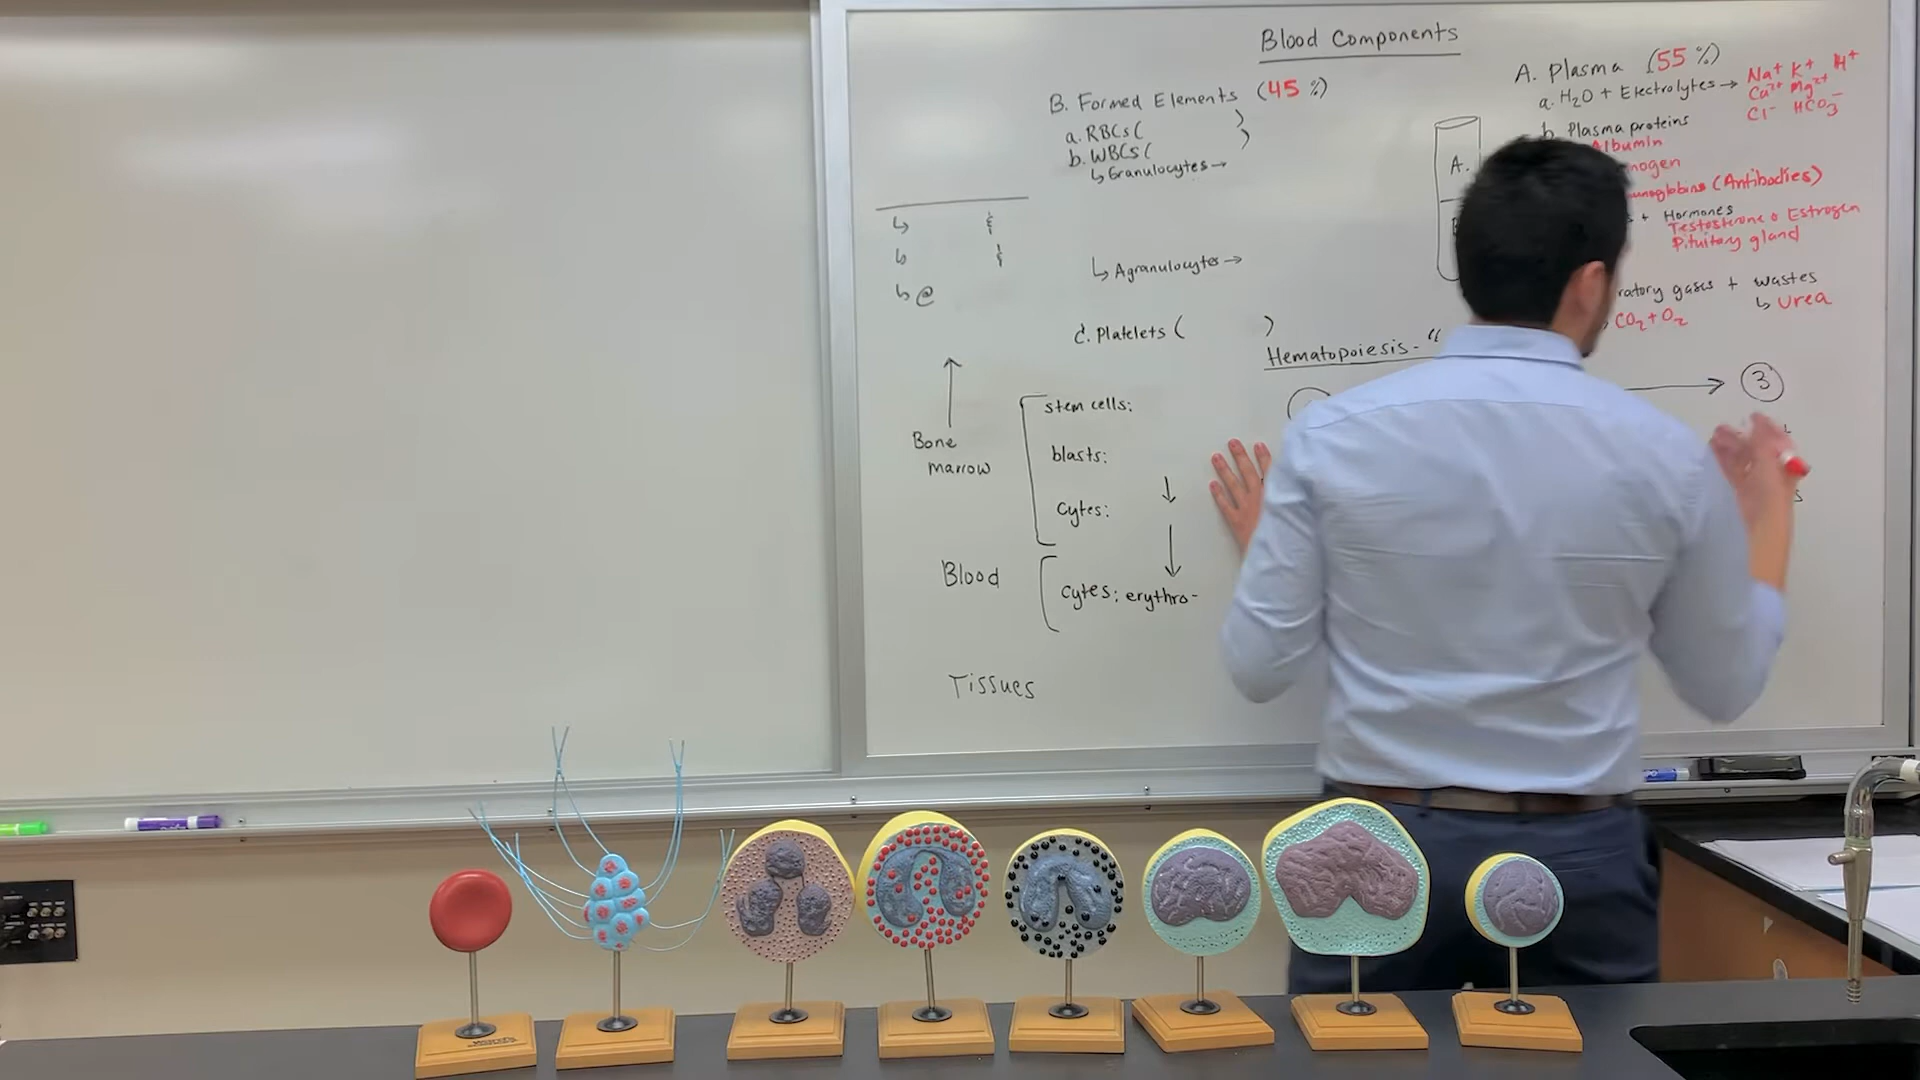 Blood Components
B. Formed Elements (45 %)
a. RBCs ( )
b. WBCs ( )
↳ Granulocytes →
↳ Agranulocytes →
c. Platelets ( )
↳
↳
↳ @
Bone
marrow
stem cells:
blasts:
cytes:
Blood
cytes: erythro-
Tissues
A. Plasma (55 %)
a. H₂O + Electrolytes → Na⁺ K⁺ H⁺
Ca²⁺ Mg²⁺
Cl⁻ HCO₃⁻
b. Plasma proteins
Albumin
(Antibodies)
+ Hormones
Testosterone & Estrogen
Pituitary gland
gases + wastes
↳ Urea
CO₂ + O₂
A.
Hematopoiesis - "
3